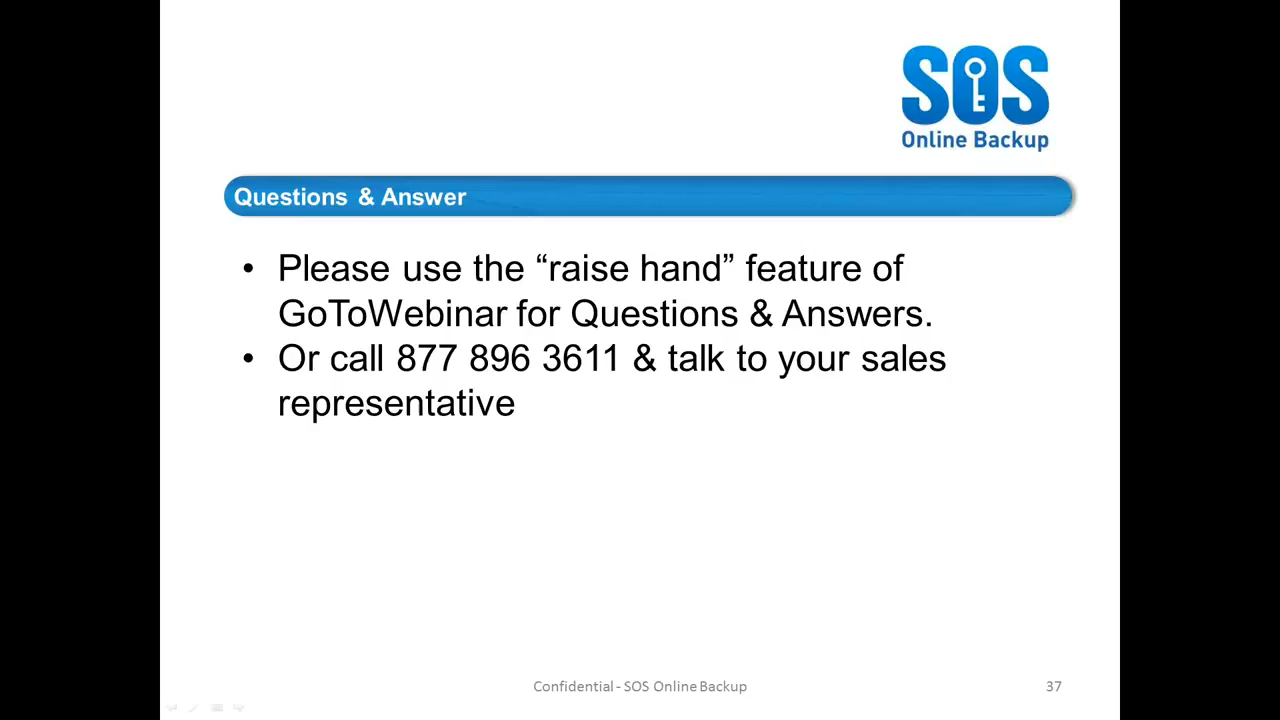 SOS
Online Backup
Questions & Answer
• Please use the “raise hand” feature of
GoToWebinar for Questions & Answers.
• Or call 877 896 3611 & talk to your sales
representative
Confidential - SOS Online Backup
37